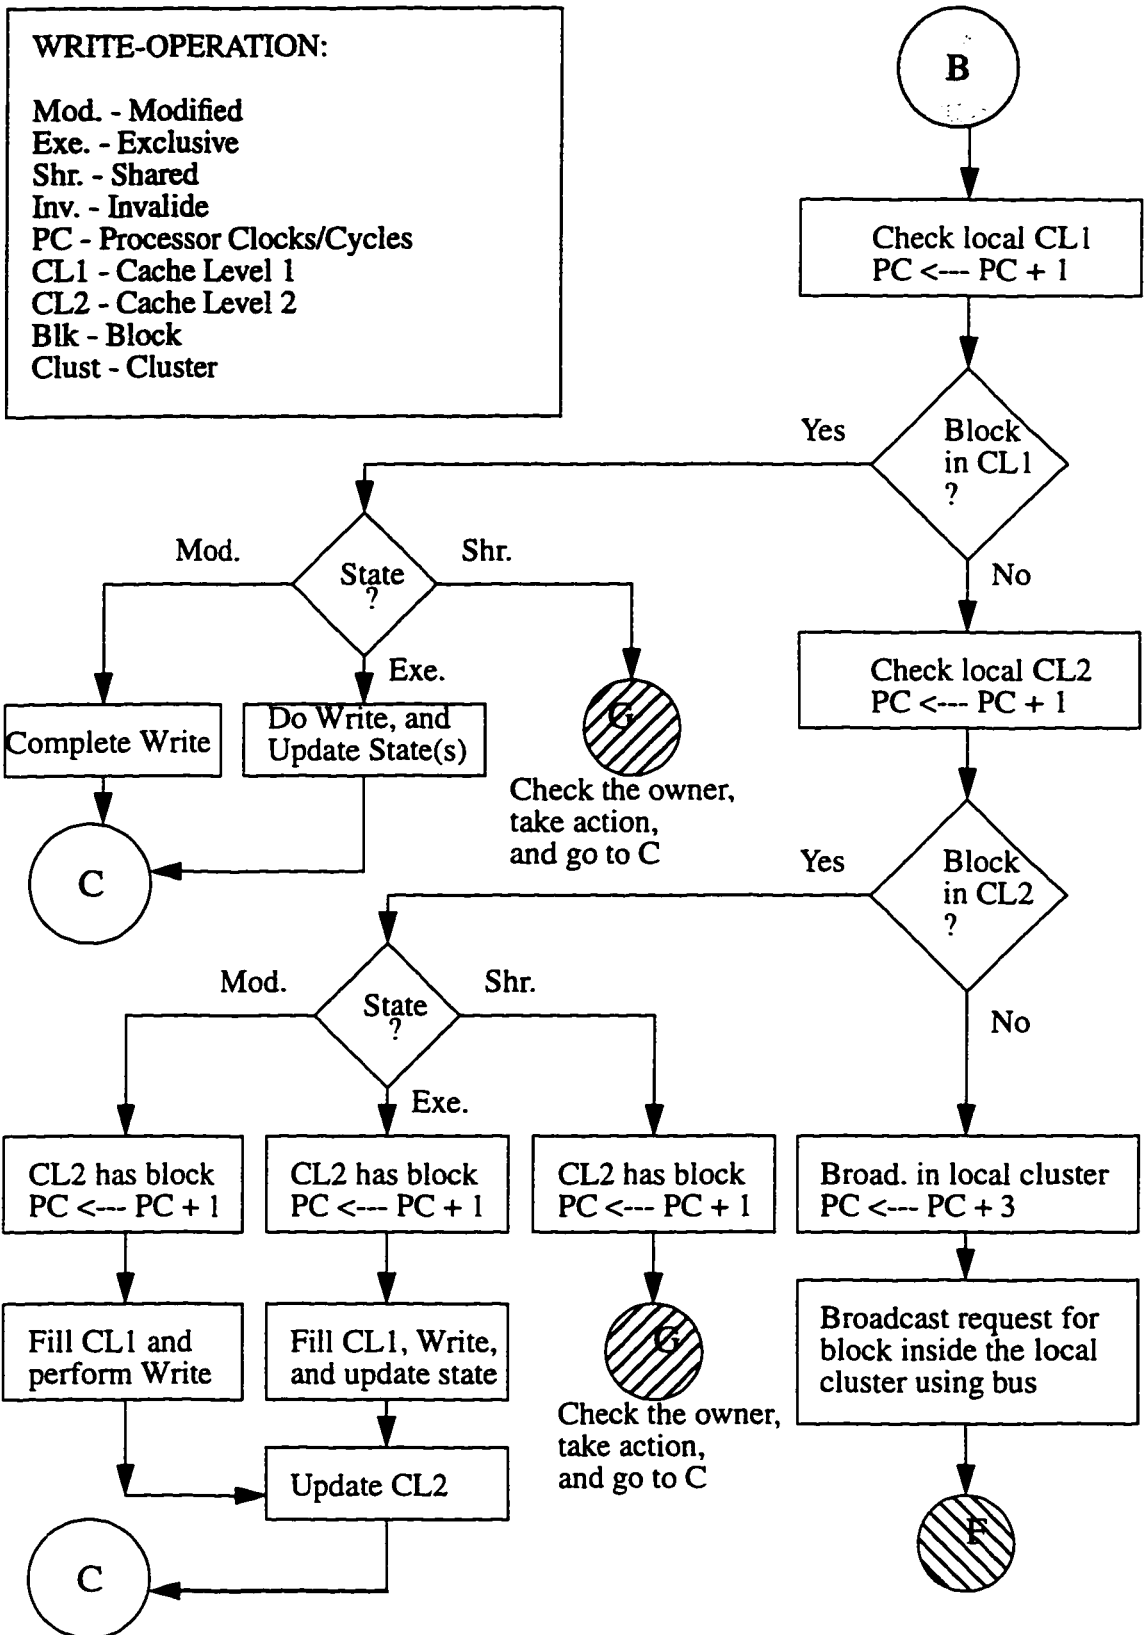 WRITE-OPERATION:
Mod. - Modified
Exe. - Exclusive
Shr. - Shared
Inv. - Invalide
PC - Processor Clocks/Cycles
CL1 - Cache Level 1
CL2 - Cache Level 2
Blk - Block
Clust - Cluster
B
Check local CL1
PC <--- PC + 1
Yes
Block
in CL1
?
No
Mod.
State
?
Shr.
Exe.
Complete Write
Do Write, and
Update State(s)
G
Check the owner,
take action,
and go to C
C
Check local CL2
PC <--- PC + 1
Yes
Block
in CL2
?
No
Mod.
State
?
Shr.
Exe.
CL2 has block
PC <--- PC + 1
CL2 has block
PC <--- PC + 1
CL2 has block
PC <--- PC + 1
Broad. in local cluster
PC <--- PC + 3
Fill CL1 and
perform Write
Fill CL1, Write,
and update state
G
Check the owner,
take action,
and go to C
Broadcast request for
block inside the local
cluster using bus
Update CL2
C
F